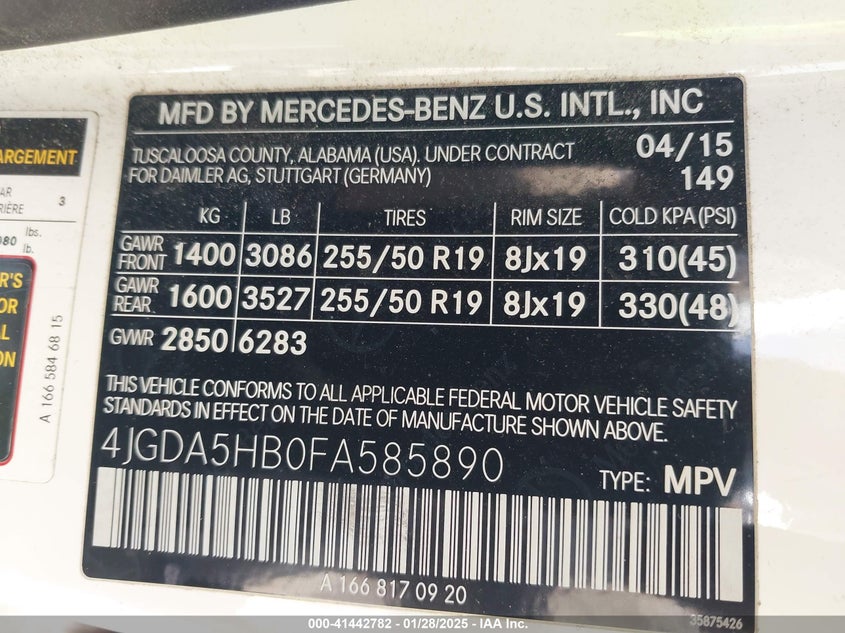 MFD BY MERCEDES-BENZ U.S. INTL., INC
TUSCALOOSA COUNTY, ALABAMA (USA). UNDER CONTRACT
FOR DAIMLER AG, STUTTGART (GERMANY)
04/15
149
KG LB TIRES RIM SIZE COLD KPA(PSI)
GAWR FRONT 1400 3086 255/50 R19 8Jx19 310(45)
GAWR REAR. 1600 3527 255/50 R19 8Jx19 330(48)
GVWR 2850 6283
THIS VEHICLE CONFORMS TO ALL APPLICABLE FEDERAL MOTOR VEHICLE SAFETY
STANDARDS IN EFFECT ON THE DATE OF MANUFACTURE SHOWN ABOVE.
4JGDA5HB0FA585890
TYPE: MPV
A 166 817 09 20
35875426
3
lbs.
lb.
A 166 584 68 15
000-41442782 - 01/28/2025 - IAA Inc.